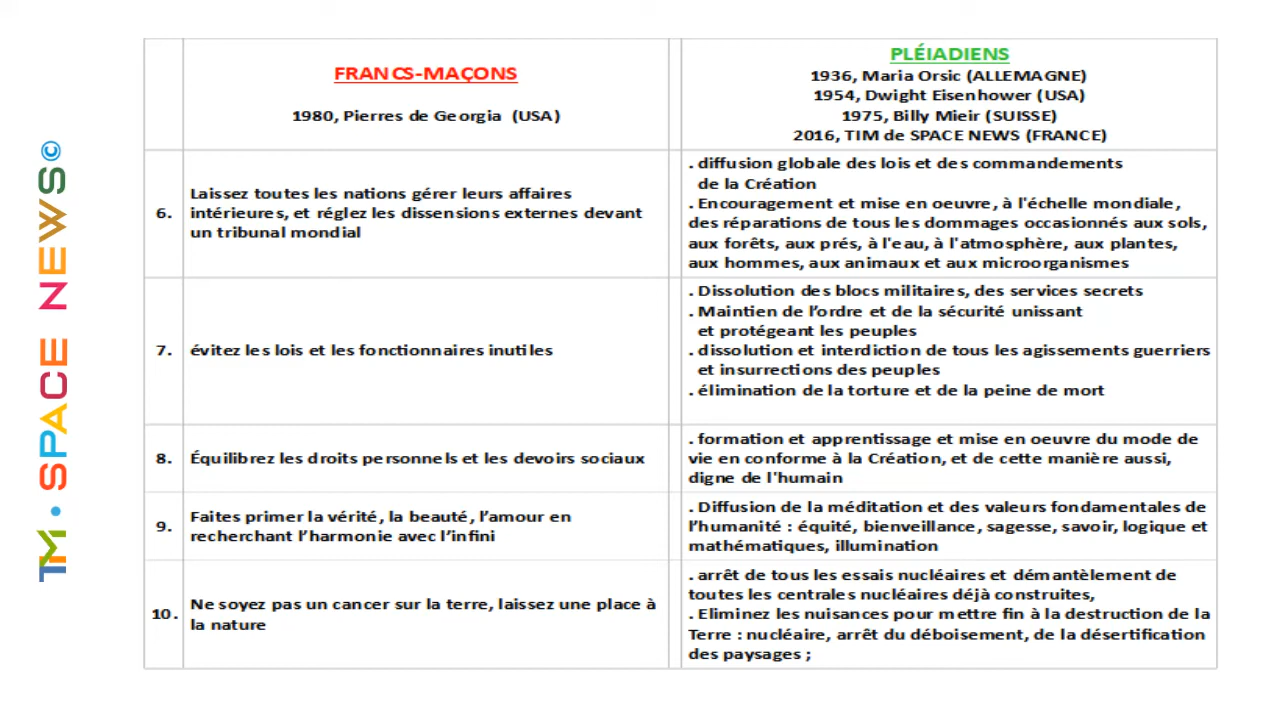 TIM • SPACE NEWS©
FRANCS-MAÇONS
1980, Pierres de Georgia (USA)
PLÉIADIENS
1936, Maria Orsic (ALLEMAGNE)
1954, Dwight Eisenhower (USA)
1975, Billy Mieir (SUISSE)
2016, TIM de SPACE NEWS (FRANCE)
6.
Laissez toutes les nations gérer leurs affaires
intérieures, et réglez les dissensions externes devant
un tribunal mondial
. diffusion globale des lois et des commandements
de la Création
. Encouragement et mise en oeuvre, à l'échelle mondiale,
des réparations de tous les dommages occasionnés aux sols,
aux forêts, aux prés, à l'eau, à l'atmosphère, aux plantes,
aux hommes, aux animaux et aux microorganismes
7.
évitez les lois et les fonctionnaires inutiles
. Dissolution des blocs militaires, des services secrets
. Maintien de l’ordre et de la sécurité unissant
et protégeant les peuples
. dissolution et interdiction de tous les agissements guerriers
et insurrections des peuples
. élimination de la torture et de la peine de mort
8.
Équilibrez les droits personnels et les devoirs sociaux
. formation et apprentissage et mise en oeuvre du mode de
vie en conforme à la Création, et de cette manière aussi,
digne de l'humain
9.
Faites primer la vérité, la beauté, l’amour en
recherchant l’harmonie avec l’infini
. Diffusion de la méditation et des valeurs fondamentales de
l’humanité : équité, bienveillance, sagesse, savoir, logique et
mathématiques, illumination
10.
Ne soyez pas un cancer sur la terre, laissez une place à
la nature
. arrêt de tous les essais nucléaires et démantèlement de
toutes les centrales nucléaires déjà construites,
. Eliminez les nuisances pour mettre fin à la destruction de la
Terre : nucléaire, arrêt du déboisement, de la désertification
des paysages ;